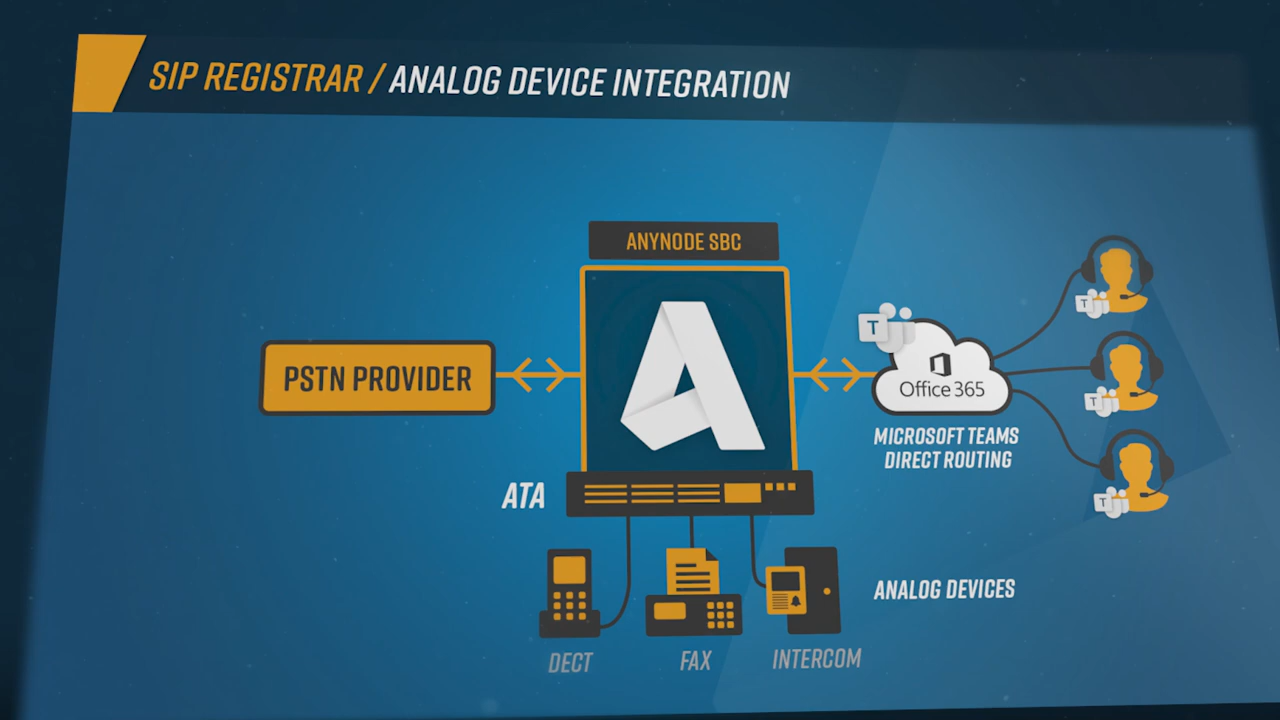 SIP REGISTRAR / ANALOG DEVICE INTEGRATION
ANYNODE SBC
PSTN PROVIDER
T
Office 365
MICROSOFT TEAMS
DIRECT ROUTING
T
T
T
ATA
ANALOG DEVICES
DECT
FAX
INTERCOM